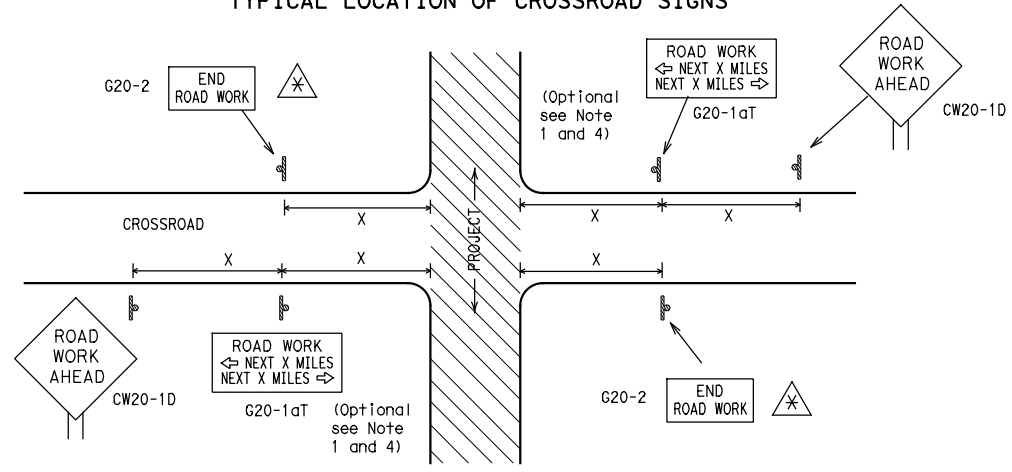 TYPICAL LOCATION OF CROSSROAD SIGNS
G20-2
END
ROAD WORK
*
(Optional
see Note
1 and 4)
ROAD WORK
⇦ NEXT X MILES
NEXT X MILES ⇨
G20-1aT
ROAD
WORK
AHEAD
CW20-1D
X
X
X
CROSSROAD
PROJECT
X
X
X
ROAD
WORK
AHEAD
CW20-1D
ROAD WORK
⇦ NEXT X MILES
NEXT X MILES ⇨
G20-1aT
(Optional
see Note
1 and 4)
G20-2
END
ROAD WORK
*